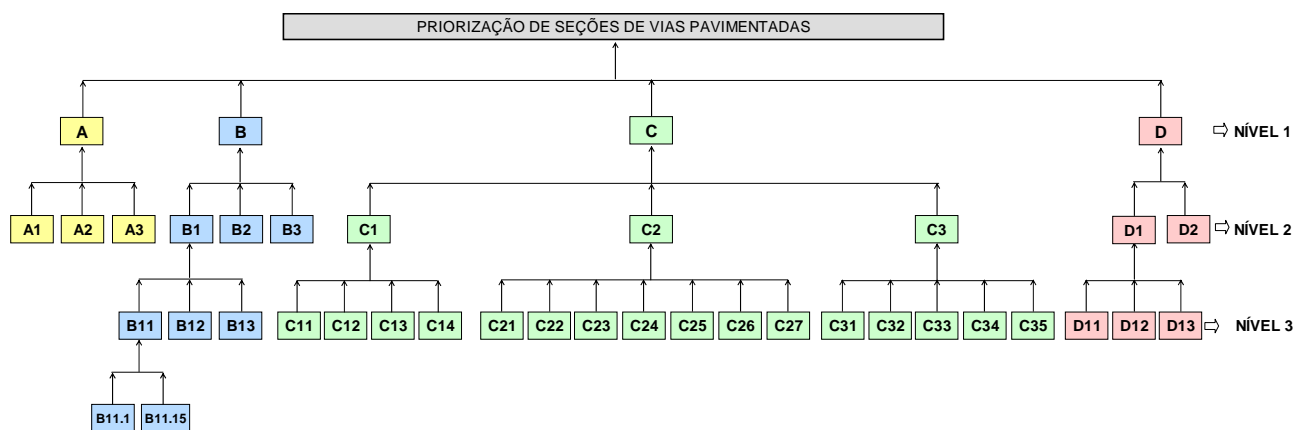 PRIORIZAÇÃO DE SEÇÕES DE VIAS PAVIMENTADAS
A B C D ⇨ NÍVEL 1
A1 A2 A3 B1 B2 B3 C1 C2 C3 D1 D2 ⇨ NÍVEL 2
B11 B12 B13 C11 C12 C13 C14 C21 C22 C23 C24 C25 C26 C27 C31 C32 C33 C34 C35 D11 D12 D13 ⇨ NÍVEL 3
B11.1 B11.15